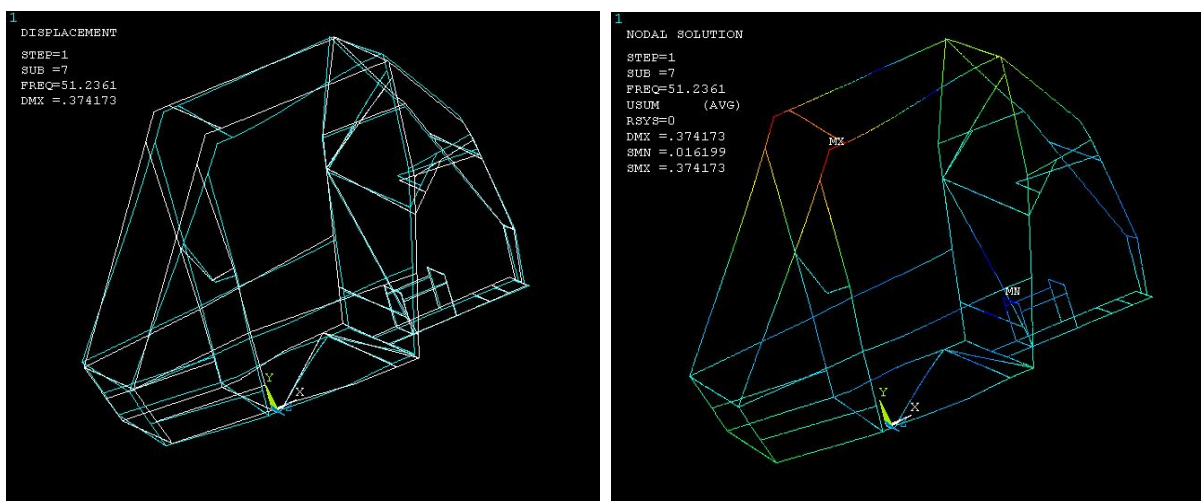 1
DISPLACEMENT
STEP=1
SUB =7
FREQ=51.2361
DMX =.374173
Y
X
1
NODAL SOLUTION
STEP=1
SUB =7
FREQ=51.2361
USUM (AVG)
RSYS=0
DMX =.374173
SMN =.016199
SMX =.374173
MX
MN
Y
X